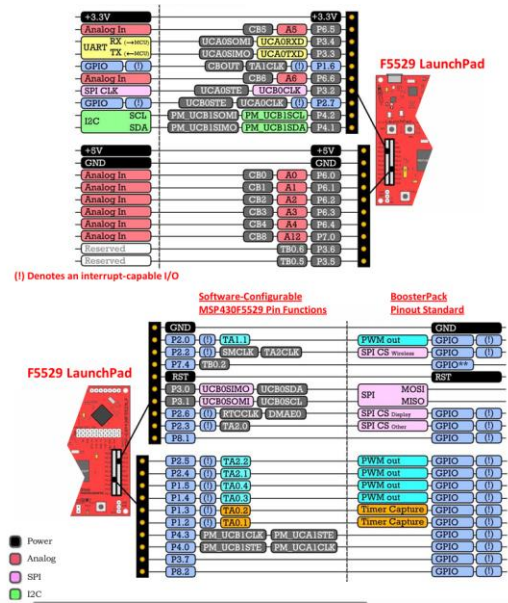 +3.3V +3.3V
Analog In CB5 A5 P6.5
UART RX (→MCU) UCA0SOMI UCA0RXD P3.4
TX (←MCU) UCA0SIMO UCA0TXD P3.3
GPIO (!) CBOUT TA1CLK (!) P1.6
Analog In CB6 A6 P6.6
SPI CLK UCA0STE UCB0CLK P3.2
GPIO (!) UCB0STE UCA0CLK (!) P2.7
I2C SCL PM_UCB1SOMI PM_UCB1SCL P4.2
SDA PM_UCB1SIMO PM_UCB1SDA P4.1
F5529 LaunchPad
+5V +5V
GND GND
Analog In CB0 A0 P6.0
Analog In CB1 A1 P6.1
Analog In CB2 A2 P6.2
Analog In CB3 A3 P6.3
Analog In CB4 A4 P6.4
Analog In CB8 A12 P7.0
Reserved TB0.6 P3.6
Reserved TB0.5 P3.5
(!) Denotes an interrupt-capable I/O
Software-Configurable
MSP430F5529 Pin Functions
BoosterPack
Pinout Standard
GND GND
P2.0 (!) TA1.1 PWM out GPIO (!)
P2.2 (!) SMCLK TA2CLK SPI CS Wireless GPIO (!)
P7.4 TB0.2 GPIO**
RST RST
P3.0 UCB0SIMO UCB0SDA SPI MOSI
P3.1 UCB0SOMI UCB0SCL MISO
P2.6 (!) RTCCLK DMAE0 SPI CS Display GPIO (!)
P2.3 (!) TA2.0 SPI CS Other GPIO (!)
P8.1 GPIO (!)
F5529 LaunchPad
P2.5 (!) TA2.2 PWM out GPIO (!)
P2.4 (!) TA2.1 PWM out GPIO (!)
P1.5 (!) TA0.4 PWM out GPIO (!)
P1.4 (!) TA0.3 PWM out GPIO (!)
P1.3 (!) TA0.2 Timer Capture GPIO (!)
P1.2 (!) TA0.1 Timer Capture GPIO (!)
P4.3 PM_UCB1CLK PM_UCA1STE GPIO (!)
P4.0 PM_UCB1STE PM_UCA1CLK GPIO (!)
P3.7 GPIO (!)
P8.2 GPIO (!)
Power
Analog
SPI
I2C